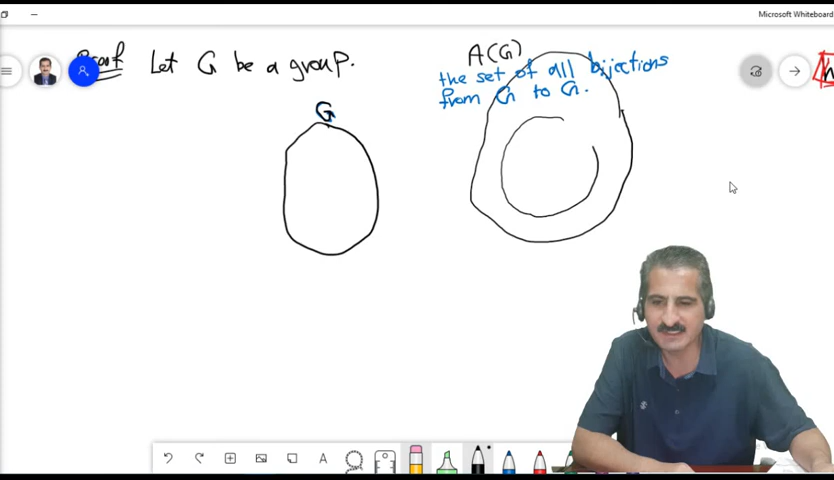 Microsoft Whiteboard
Proof Let G be a group.
A(G)
the set of all bijections
from G to G.
G